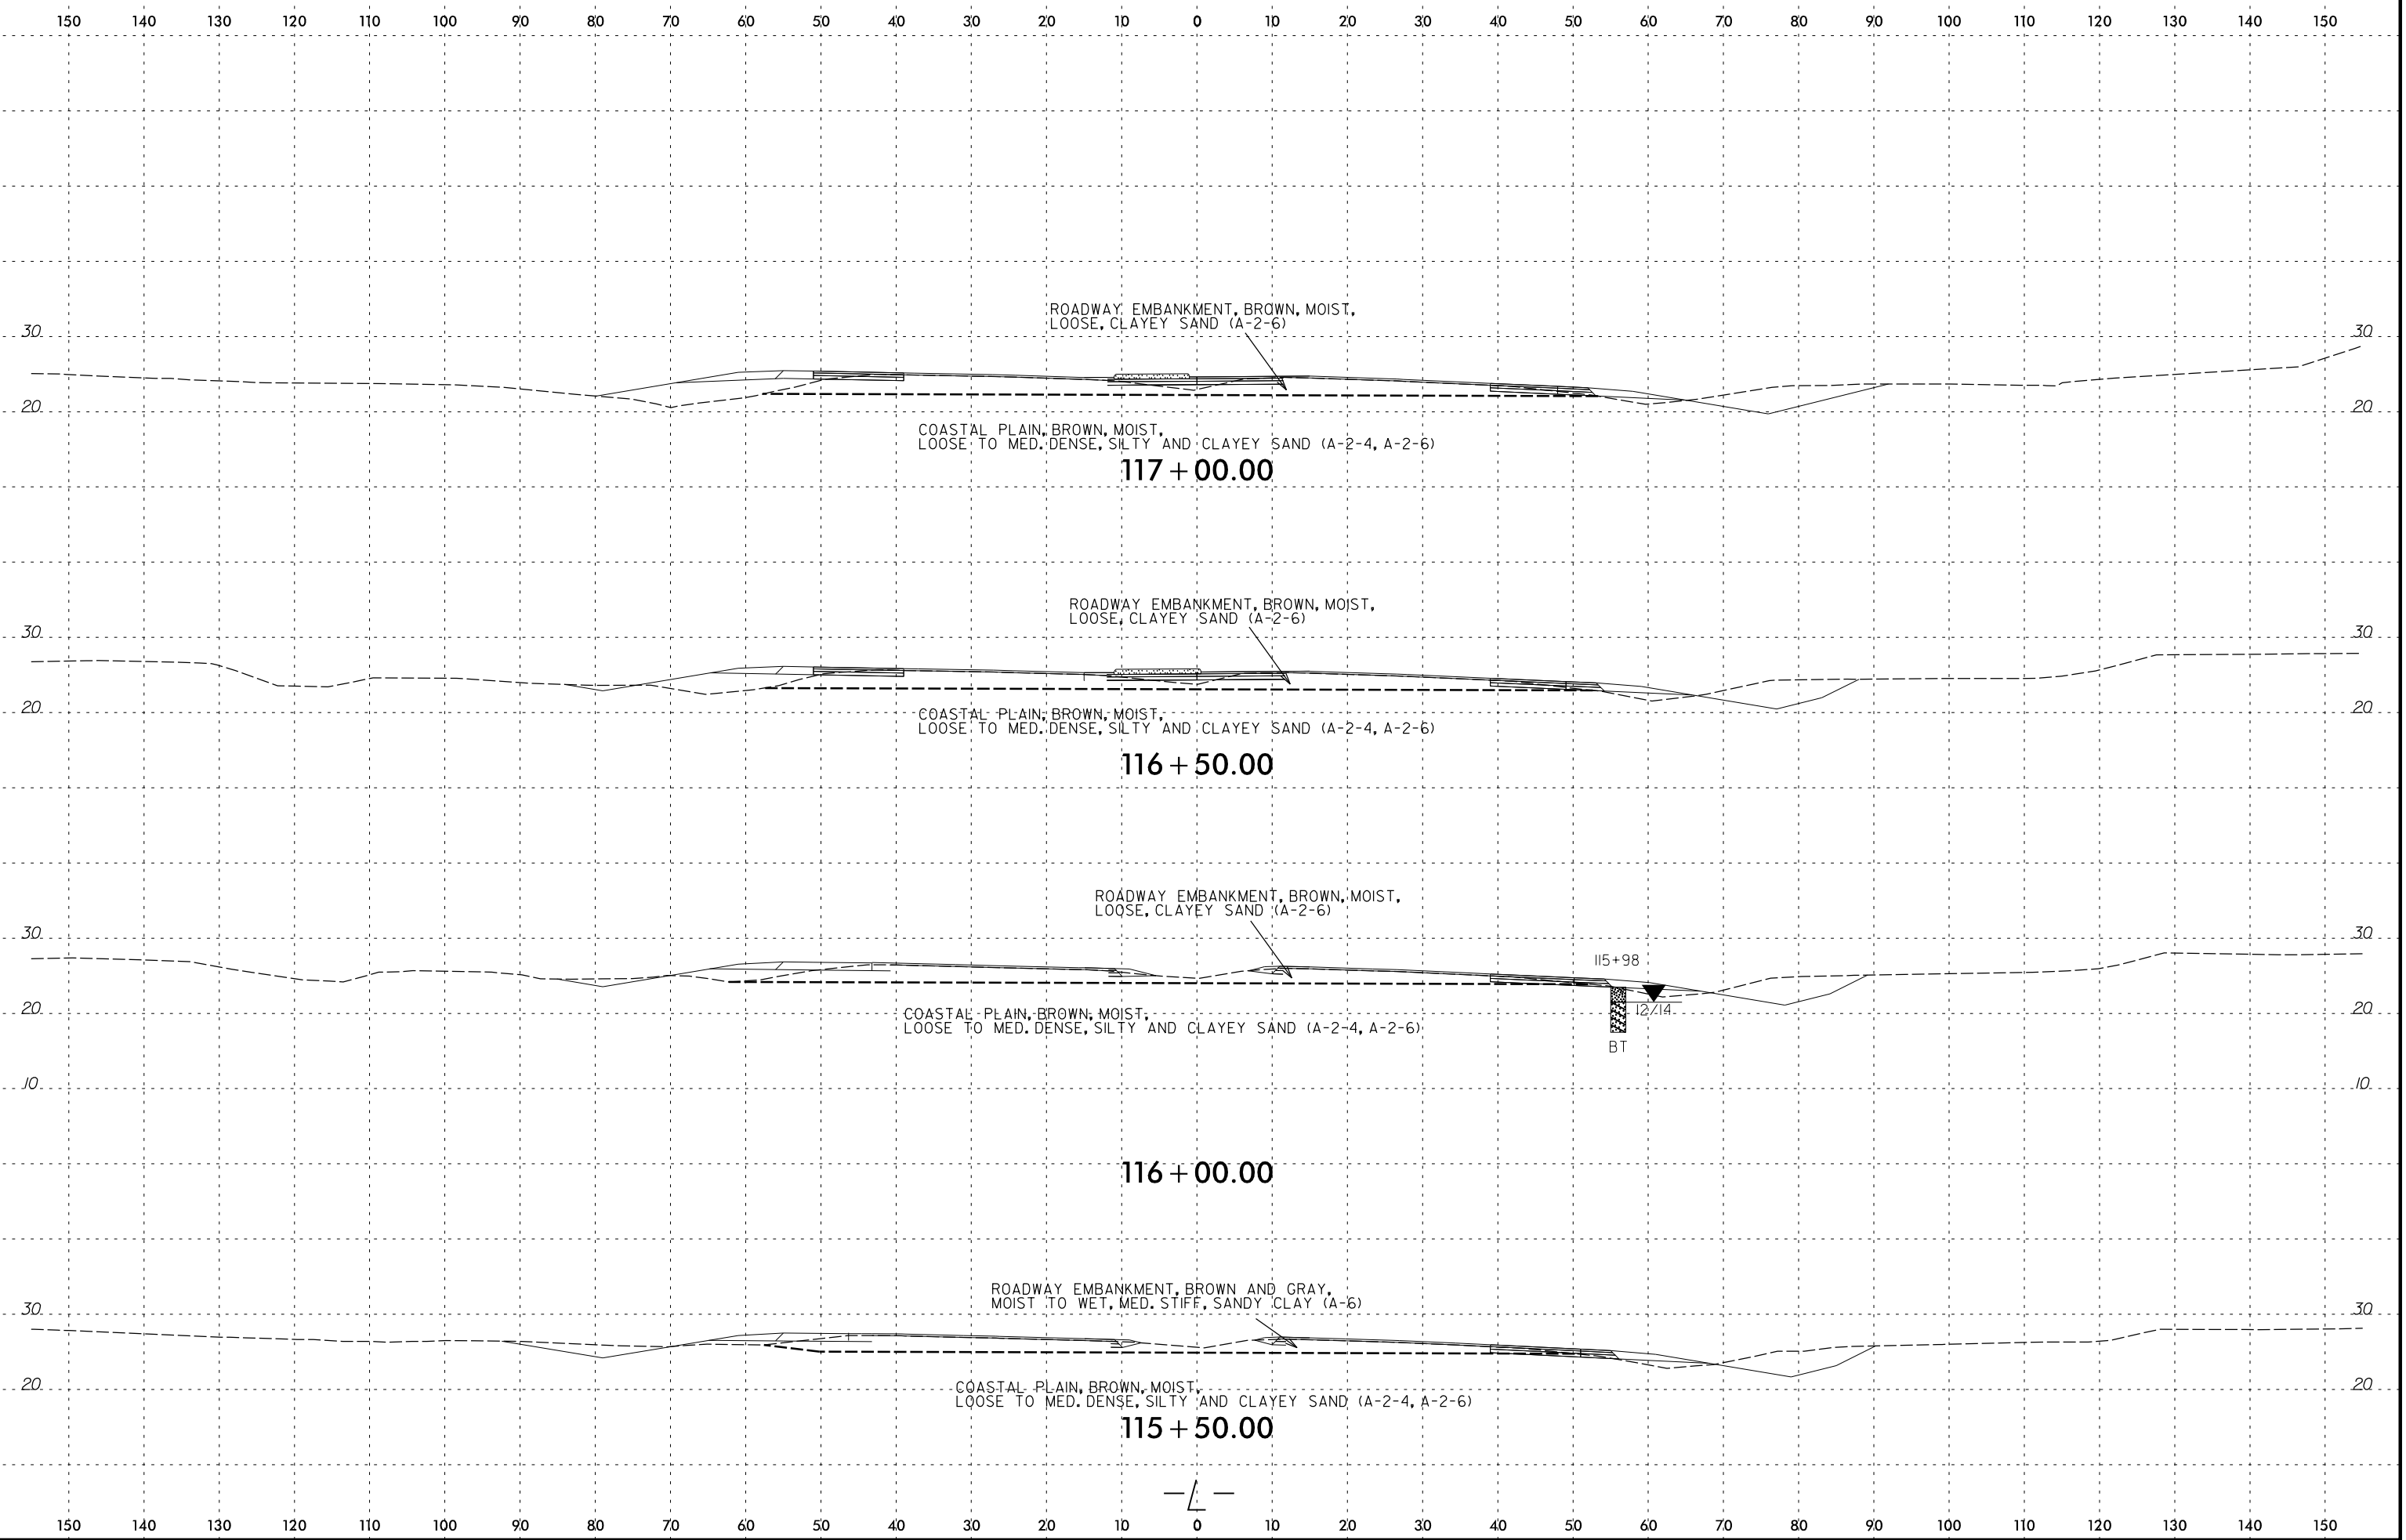 150 140 130 120 110 100 90 80 70 60 50 40 30 20 10 0 10 20 30 40 50 60 70 80 90 100 110 120 130 140 150
ROADWAY EMBANKMENT, BROWN, MOIST,
LOOSE, CLAYEY SAND (A-2-6)
30 30
20 20
COASTAL PLAIN, BROWN, MOIST,
LOOSE TO MED. DENSE, SILTY AND CLAYEY SAND (A-2-4, A-2-6)
117+00.00
ROADWAY EMBANKMENT, BROWN, MOIST,
LOOSE, CLAYEY SAND (A-2-6)
30 30
20 20
COASTAL PLAIN, BROWN, MOIST,
LOOSE TO MED. DENSE, SILTY AND CLAYEY SAND (A-2-4, A-2-6)
116+50.00
ROADWAY EMBANKMENT, BROWN, MOIST,
LOOSE, CLAYEY SAND (A-2-6)
30 30
115+98
12/14
20 20
COASTAL PLAIN, BROWN, MOIST,
LOOSE TO MED. DENSE, SILTY AND CLAYEY SAND (A-2-4, A-2-6)
BT
10 10
116+00.00
ROADWAY EMBANKMENT, BROWN AND GRAY,
MOIST TO WET, MED. STIFF, SANDY CLAY (A-6)
30 30
20 20
COASTAL PLAIN, BROWN, MOIST,
LOOSE TO MED. DENSE, SILTY AND CLAYEY SAND (A-2-4, A-2-6)
115+50.00
-L-
150 140 130 120 110 100 90 80 70 60 50 40 30 20 10 0 10 20 30 40 50 60 70 80 90 100 110 120 130 140 150